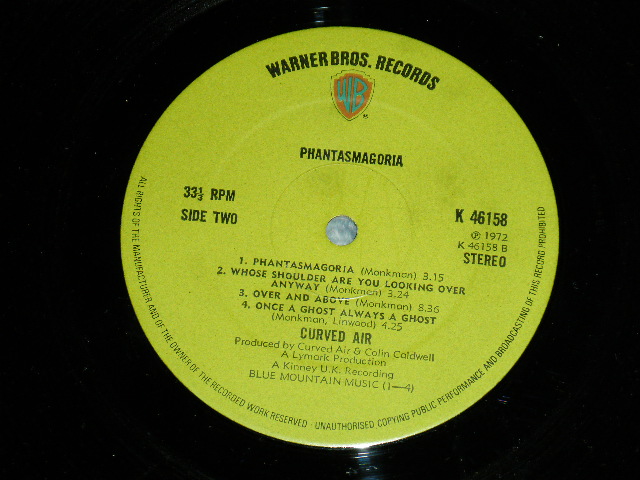 WARNER BROS. RECORDS
WB
PHANTASMAGORIA
33⅓ RPM
SIDE TWO
K 46158
℗ 1972
K 46158 B
STEREO
1. PHANTASMAGORIA (Monkman) 3.15
2. WHOSE SHOULDER ARE YOU LOOKING OVER
ANYWAY (Monkman) 3.24
3. OVER AND ABOVE (Monkman) 8.36
4. ONCE A GHOST ALWAYS A GHOST
(Monkman, Linwood) 4.25
CURVED AIR
Produced by Curved Air & Colin Caldwell
A Lymark Production
A Kinney U.K. Recording
BLUE MOUNTAIN MUSIC (1—4)
ALL RIGHTS OF THE MANUFACTURER AND OF THE OWNER OF THE RECORDED WORK RESERVED · UNAUTHORISED COPYING PUBLIC PERFORMANCE AND BROADCASTING OF THIS RECORD PROHIBITED